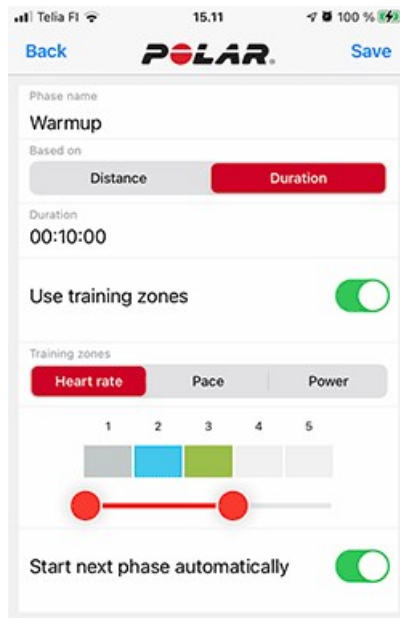 Telia FI 15.11 100 %
Back POLAR. Save
Phase name
Warmup
Based on
Distance Duration
Duration
00:10:00
Use training zones
Training zones
Heart rate Pace Power
1 2 3 4 5
Start next phase automatically